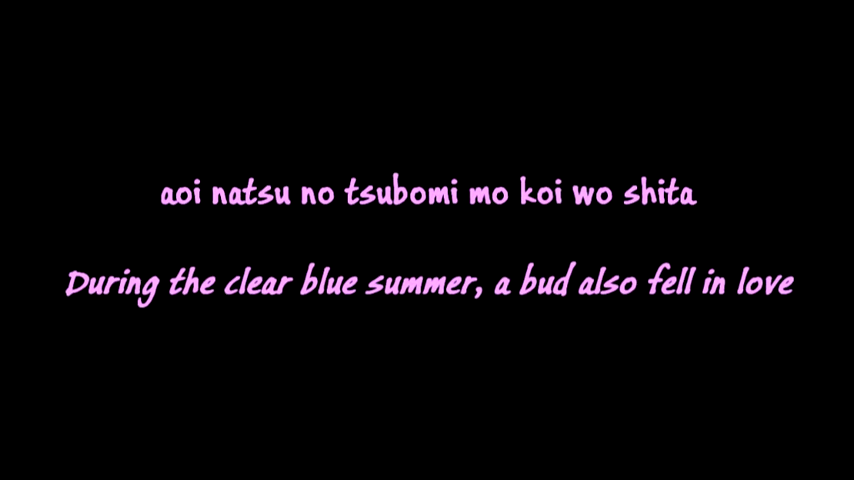 aoi natsu no tsubomi mo koi wo shita
During the clear blue summer, a bud also fell in love